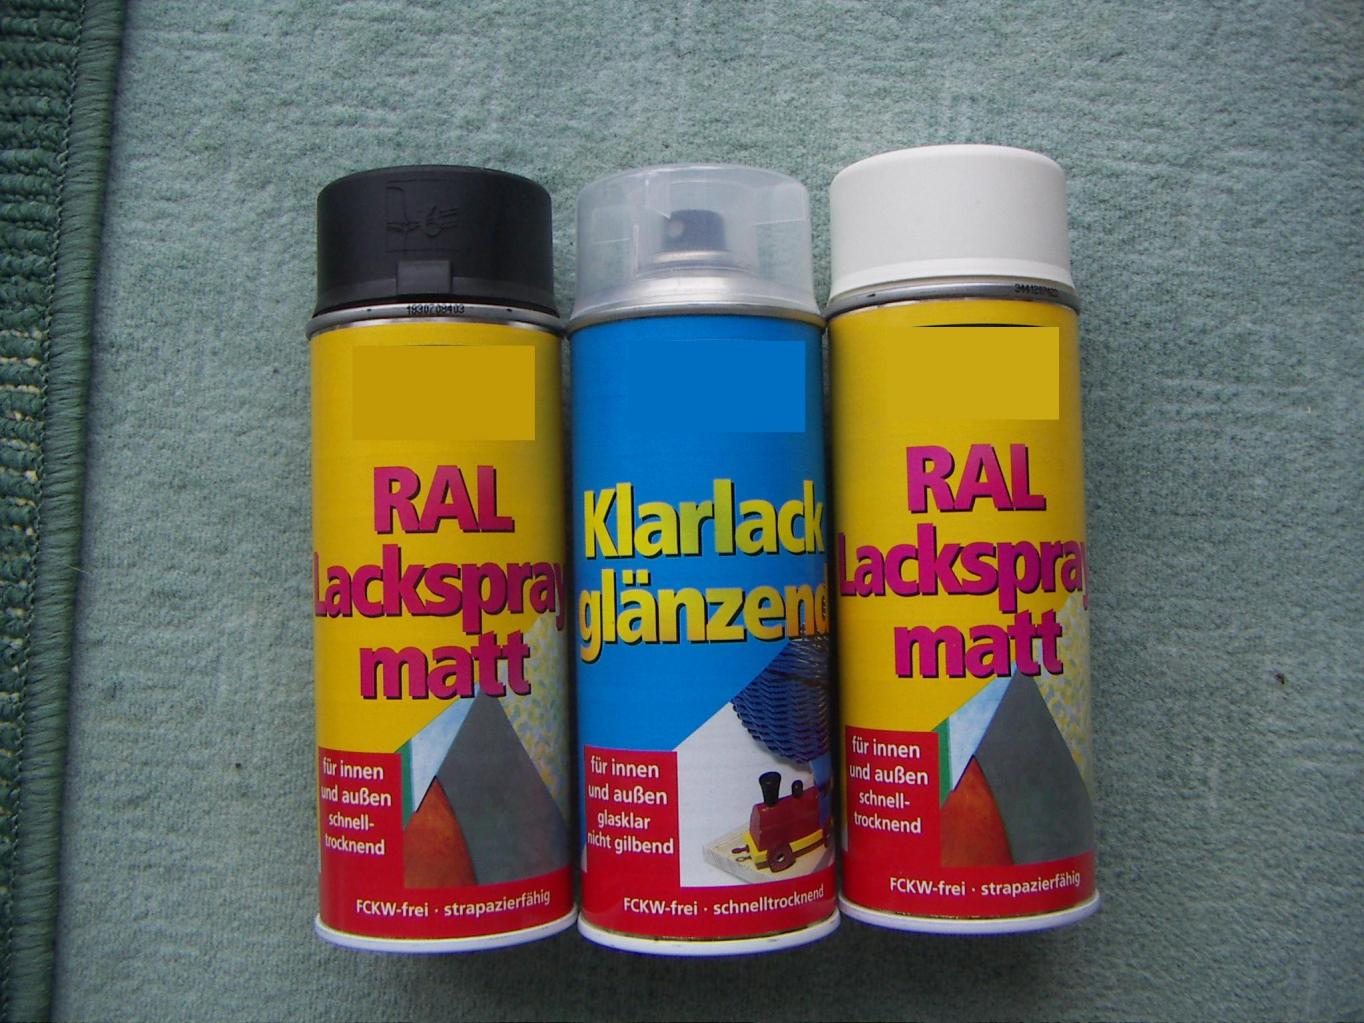 1830708403
RAL
Lackspray
matt
für innen
und außen
schnell-
trocknend
FCKW-frei · strapazierfähig
Klarlack
glänzend
für innen
und außen
glasklar
nicht gilbend
FCKW-frei · schnelltrocknend
RAL
Lackspray
matt
für innen
und außen
schnell-
trocknend
FCKW-frei · strapazierfähig